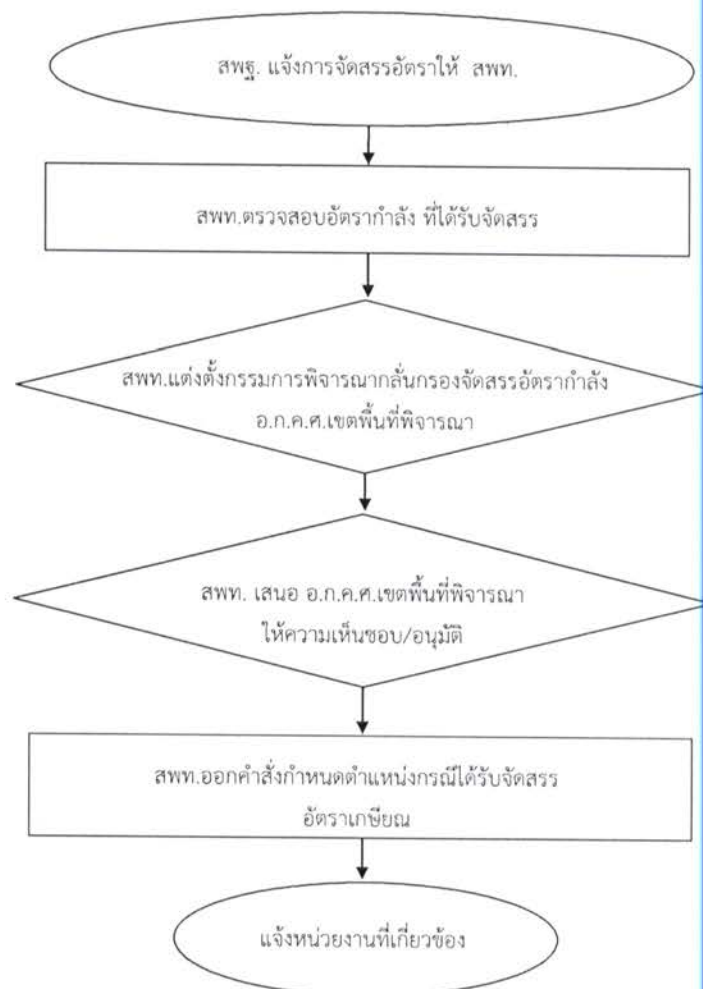 สพฐ. แจ้งการจัดสรรอัตราให้ สพท.
สพท.ตรวจสอบอัตรากำลัง ที่ได้รับจัดสรร
สพท.แต่งตั้งกรรมการพิจารณากลั่นกรองจัดสรรอัตรากำลัง
อ.ก.ค.ศ.เขตพื้นที่พิจารณา
สพท. เสนอ อ.ก.ค.ศ.เขตพื้นที่พิจารณา
ให้ความเห็นชอบ/อนุมัติ
สพท.ออกคำสั่งกำหนดตำแหน่งกรณีได้รับจัดสรร
อัตราเกษียณ
แจ้งหน่วยงานที่เกี่ยวข้อง